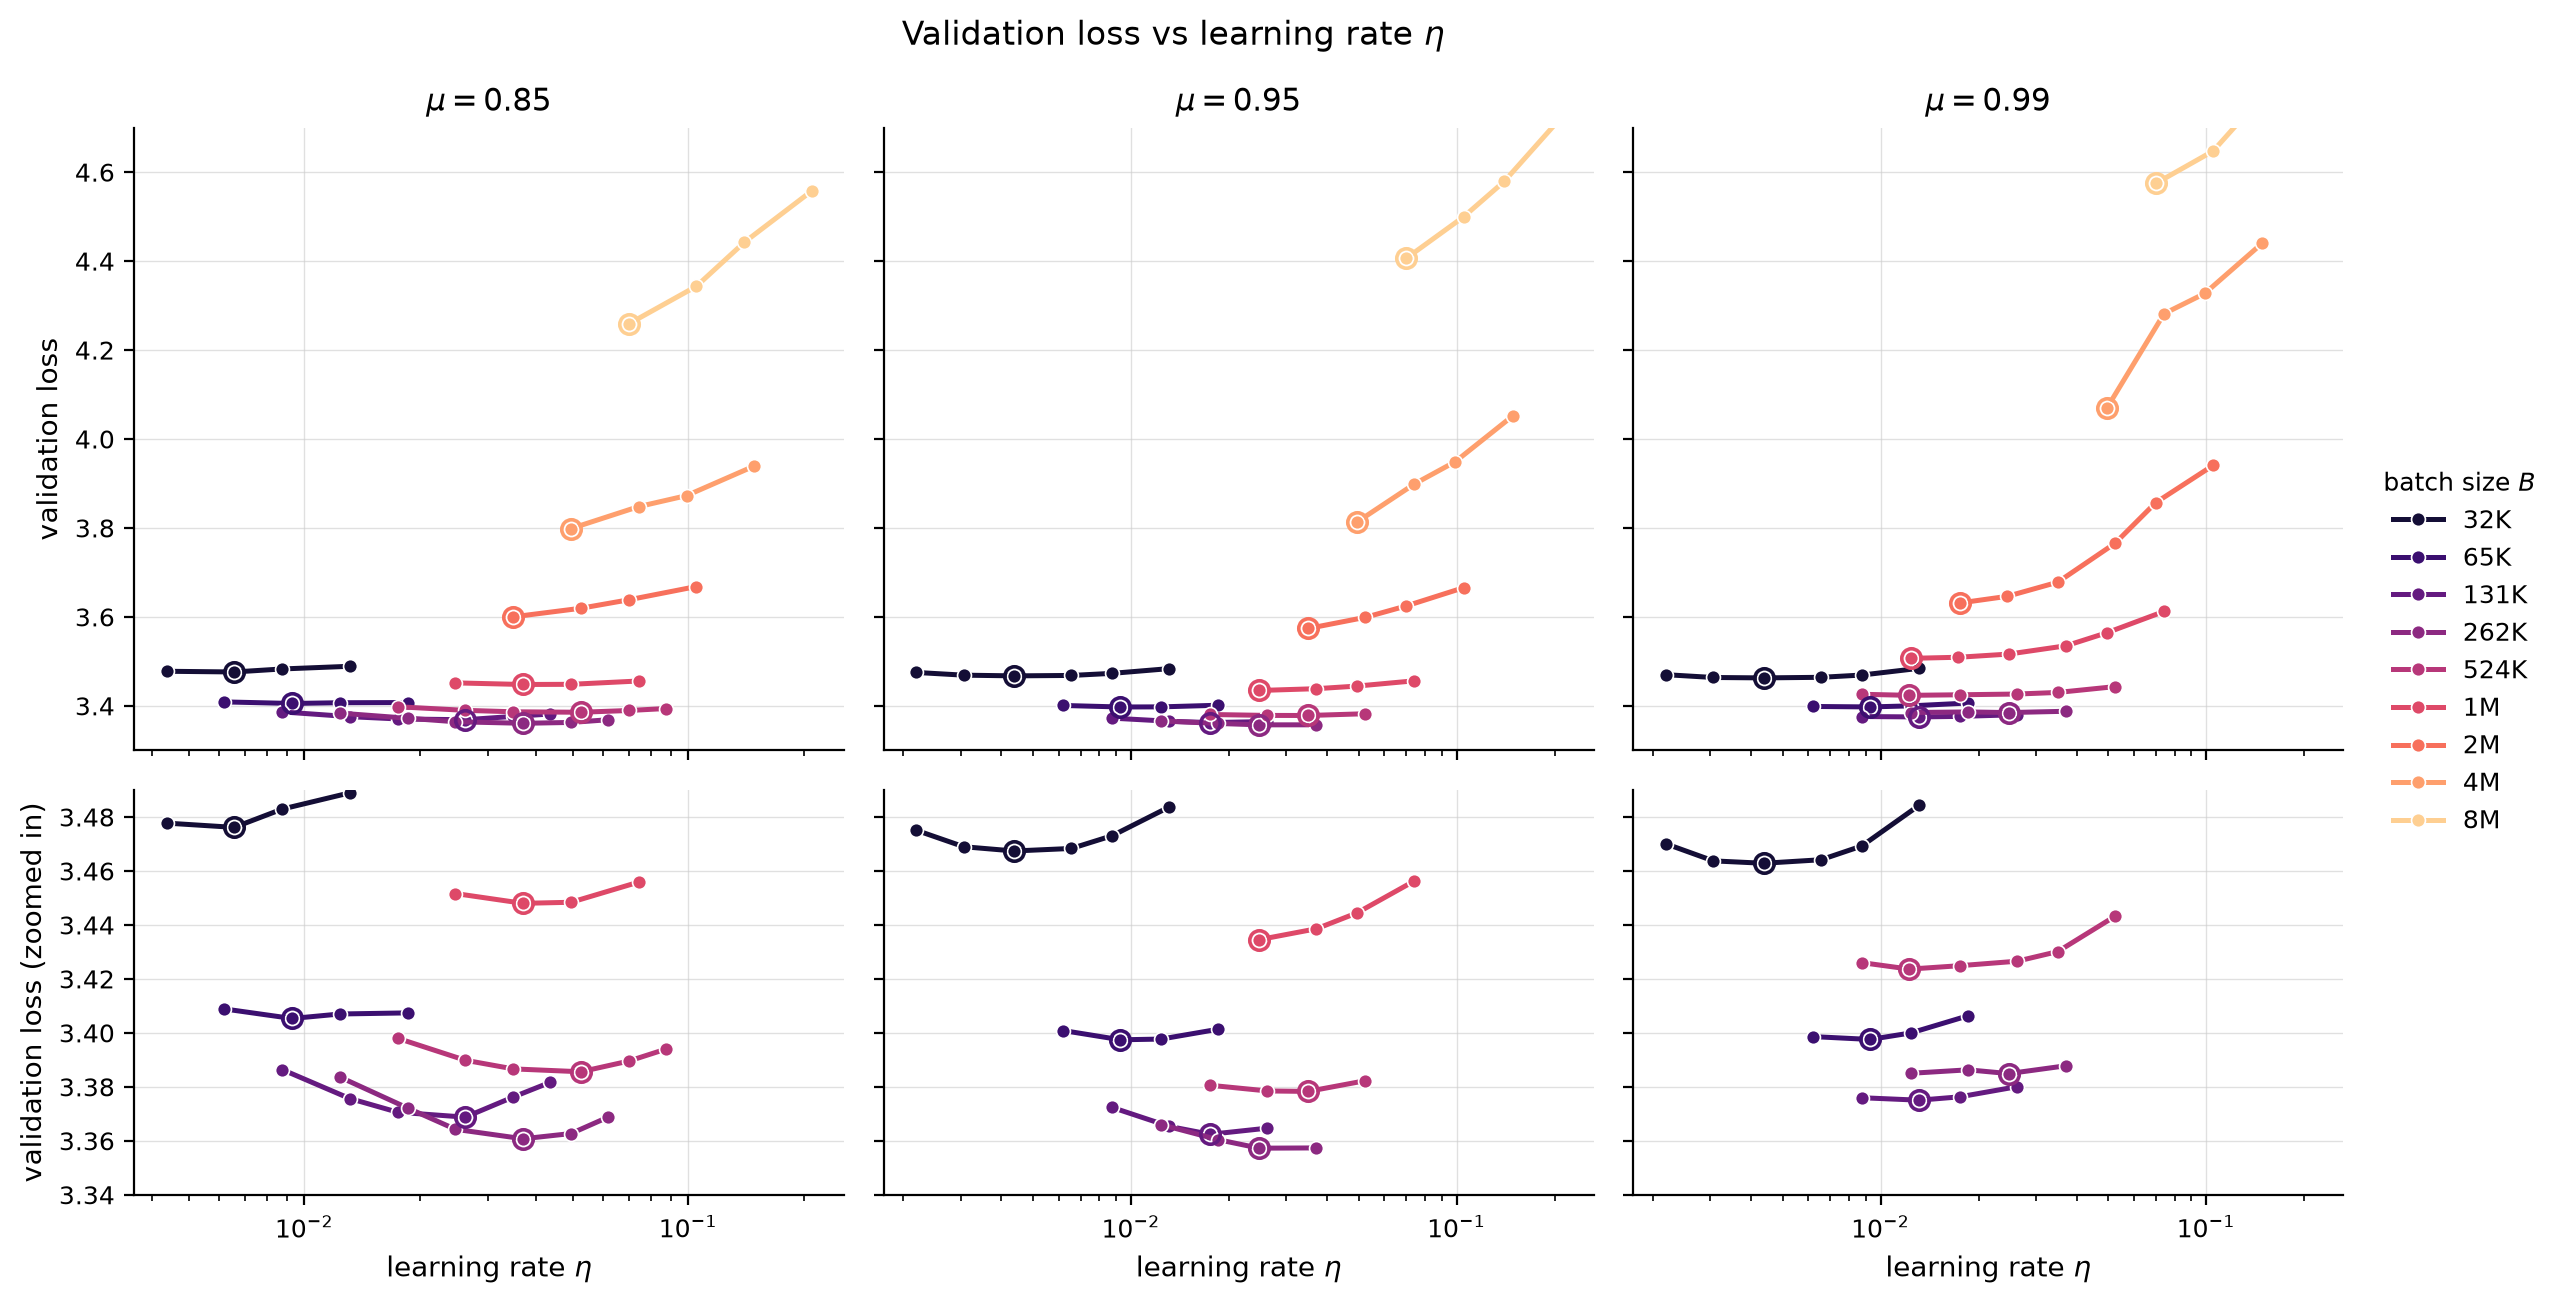 Validation loss vs learning rate η
μ = 0.85
μ = 0.95
μ = 0.99
validation loss
4.6
4.4
4.2
4.0
3.8
3.6
3.4
batch size B
32K
65K
131K
262K
524K
1M
2M
4M
8M
validation loss (zoomed in)
3.48
3.46
3.44
3.42
3.40
3.38
3.36
3.34
10⁻² 10⁻¹ 10⁻² 10⁻¹ 10⁻² 10⁻¹
learning rate η
learning rate η
learning rate η